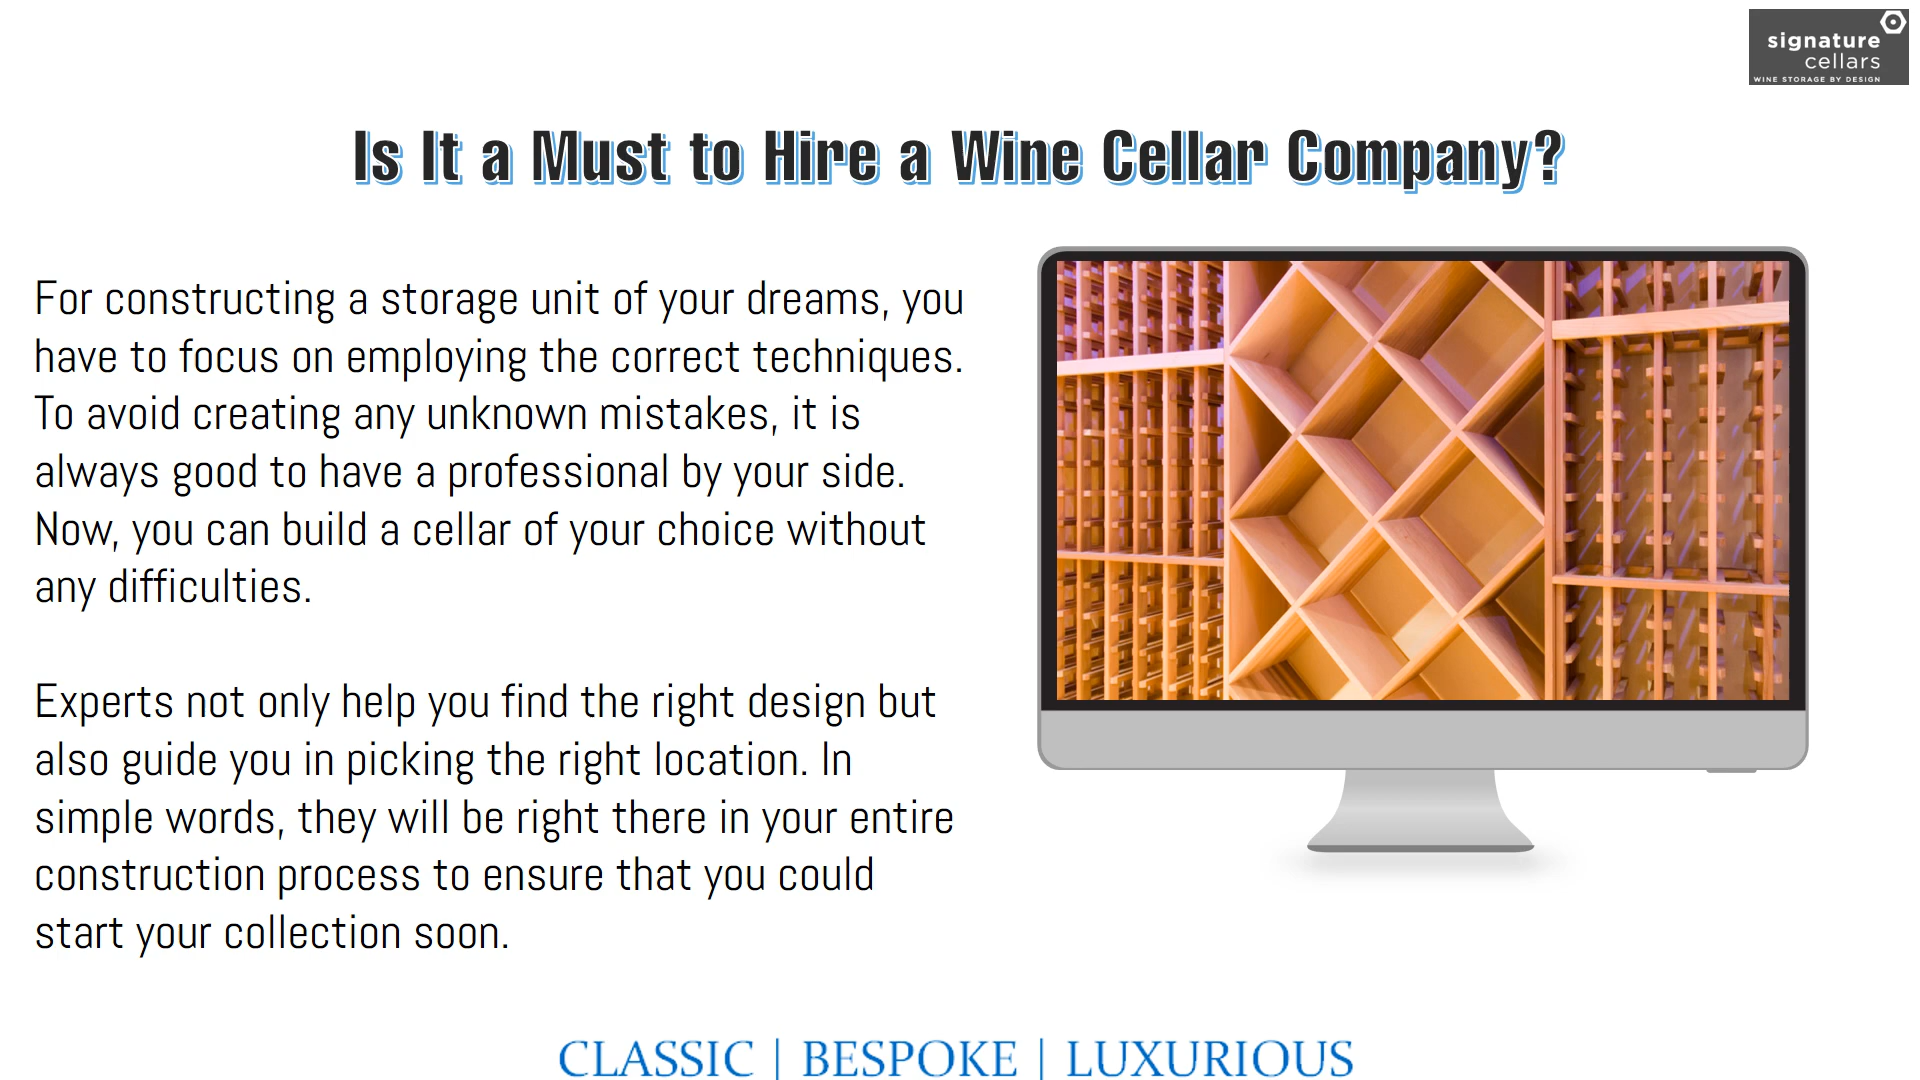 signature
cellars
WINE STORAGE BY DESIGN
Is It a Must to Hire a Wine Cellar Company?
For constructing a storage unit of your dreams, you
have to focus on employing the correct techniques.
To avoid creating any unknown mistakes, it is
always good to have a professional by your side.
Now, you can build a cellar of your choice without
any difficulties.
Experts not only help you find the right design but
also guide you in picking the right location. In
simple words, they will be right there in your entire
construction process to ensure that you could
start your collection soon.
CLASSIC | BESPOKE | LUXURIOUS